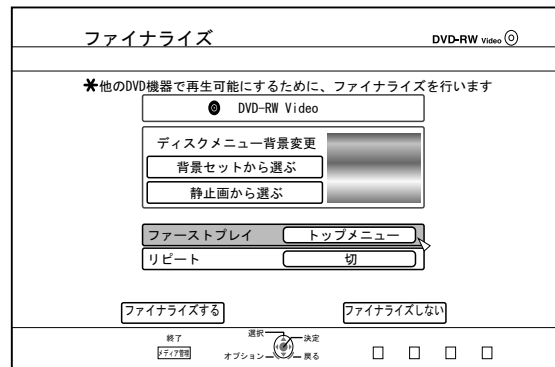 ファイナライズ
DVD-RW Video
*他のDVD機器で再生可能にするために、ファイナライズを行います
DVD-RW Video
ディスクメニュー背景変更
背景セットから選ぶ
静止画から選ぶ
ファーストプレイ トップメニュー
リピート 切
ファイナライズする ファイナライズしない
終了 選択 決定
メディア管理 オプション 戻る